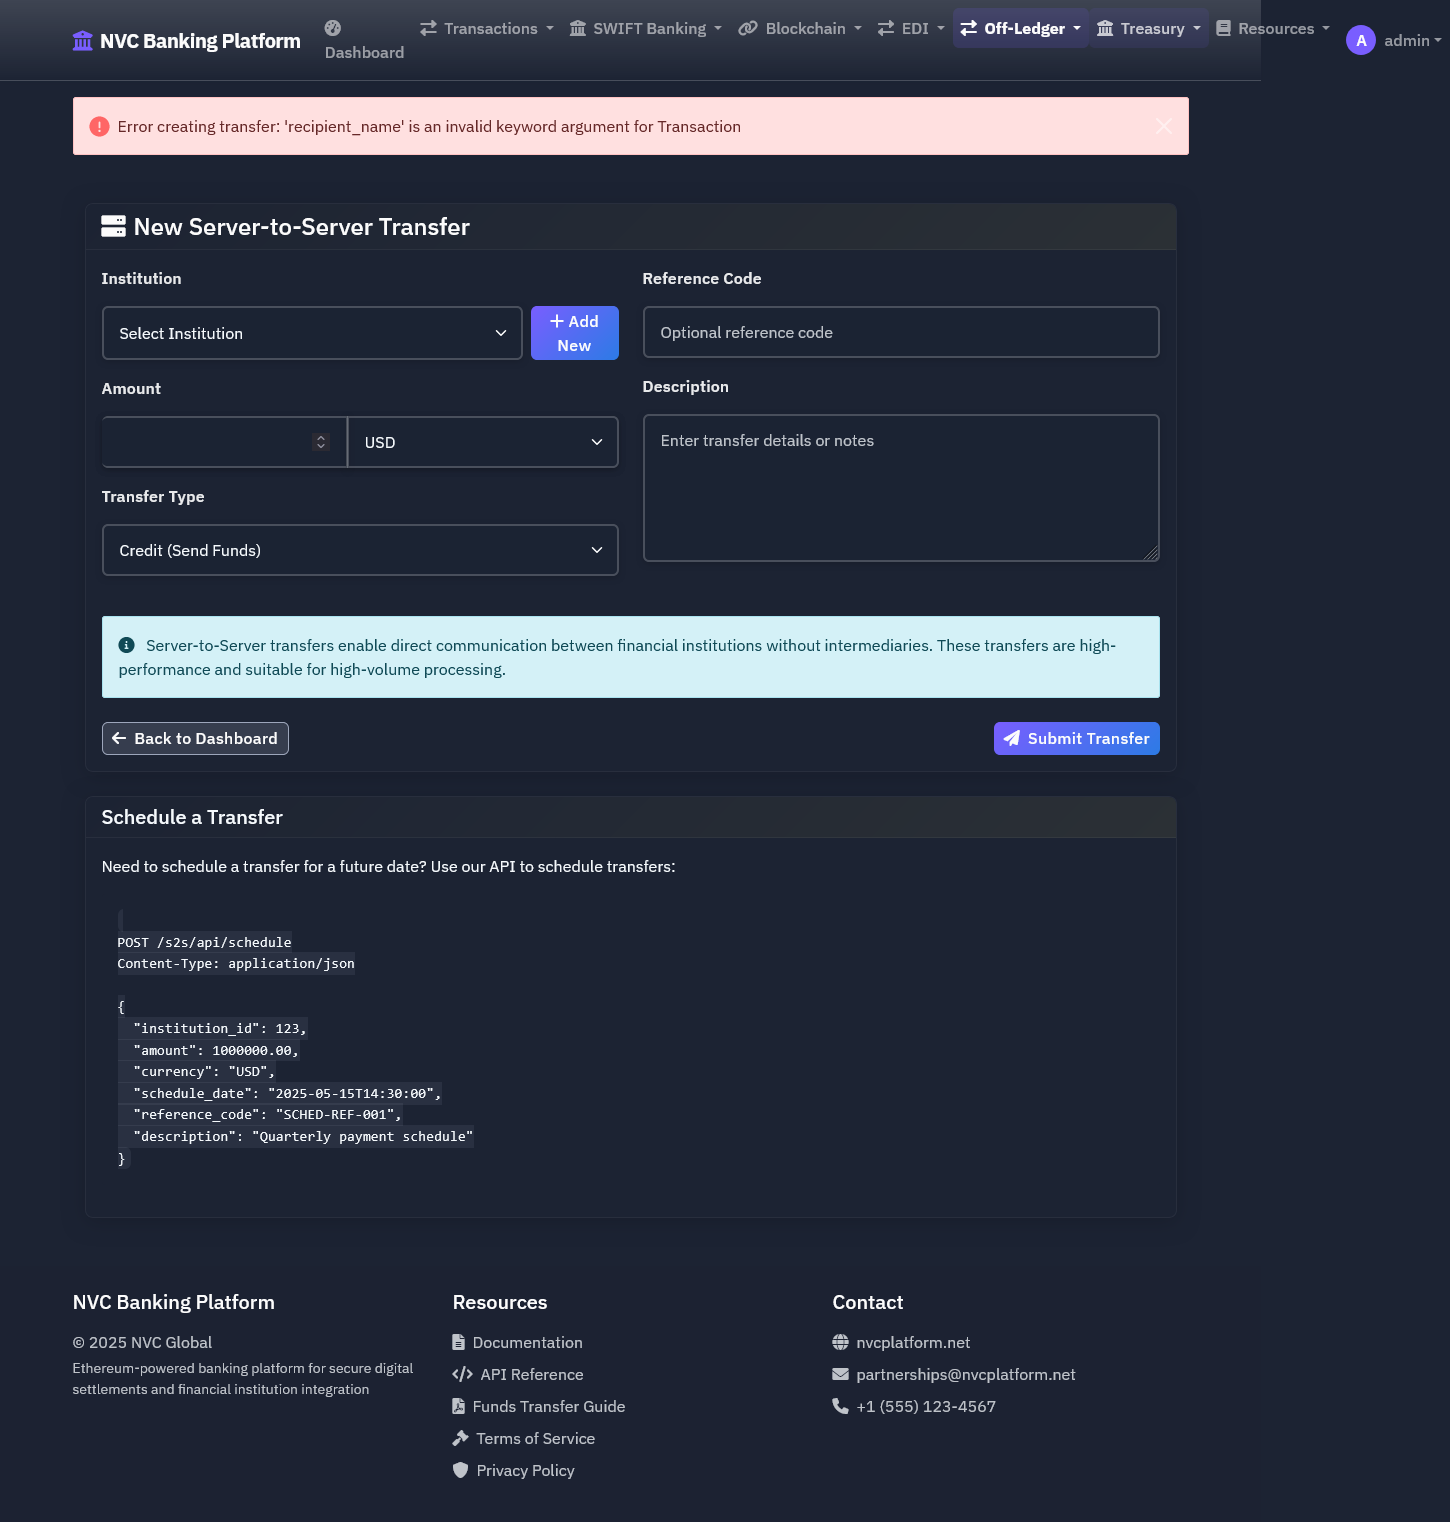 NVC Banking Platform
Dashboard
Transactions
SWIFT Banking
Blockchain
EDI
Off-Ledger
Treasury
Resources
A
admin
Error creating transfer: 'recipient_name' is an invalid keyword argument for Transaction
New Server-to-Server Transfer
Institution
Select Institution
Add
New
Reference Code
Optional reference code
Amount
USD
Description
Enter transfer details or notes
Transfer Type
Credit (Send Funds)
Server-to-Server transfers enable direct communication between financial institutions without intermediaries. These transfers are high-
performance and suitable for high-volume processing.
Back to Dashboard
Submit Transfer
Schedule a Transfer
Need to schedule a transfer for a future date? Use our API to schedule transfers:
POST /s2s/api/schedule
Content-Type: application/json
{
"institution_id": 123,
"amount": 1000000.00,
"currency": "USD",
"schedule_date": "2025-05-15T14:30:00",
"reference_code": "SCHED-REF-001",
"description": "Quarterly payment schedule"
}
NVC Banking Platform
© 2025 NVC Global
Ethereum-powered banking platform for secure digital
settlements and financial institution integration
Resources
Documentation
API Reference
Funds Transfer Guide
Terms of Service
Privacy Policy
Contact
nvcplatform.net
partnerships@nvcplatform.net
+1 (555) 123-4567